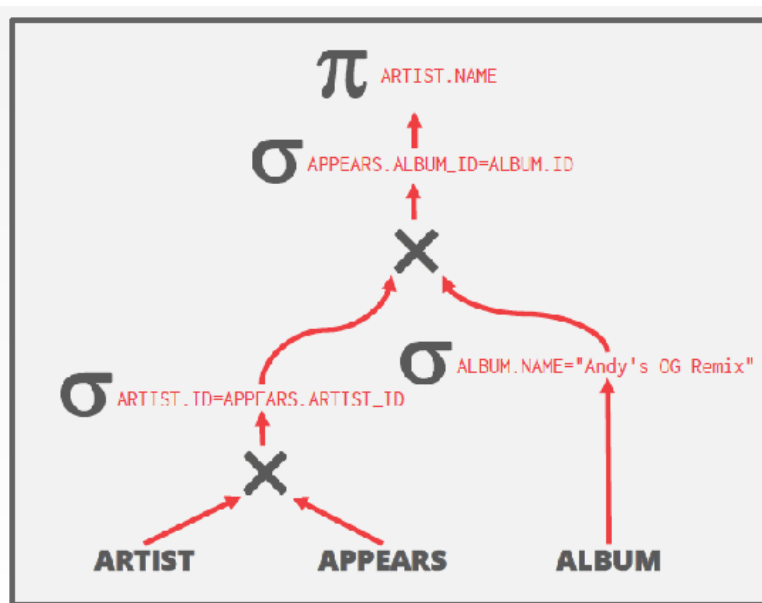 π ARTIST.NAME
σ APPEARS.ALBUM_ID=ALBUM.ID
×
σ ALBUM.NAME="Andy's OG Remix"
σ ARTIST.ID=APPEARS.ARTIST_ID
×
ARTIST APPEARS ALBUM